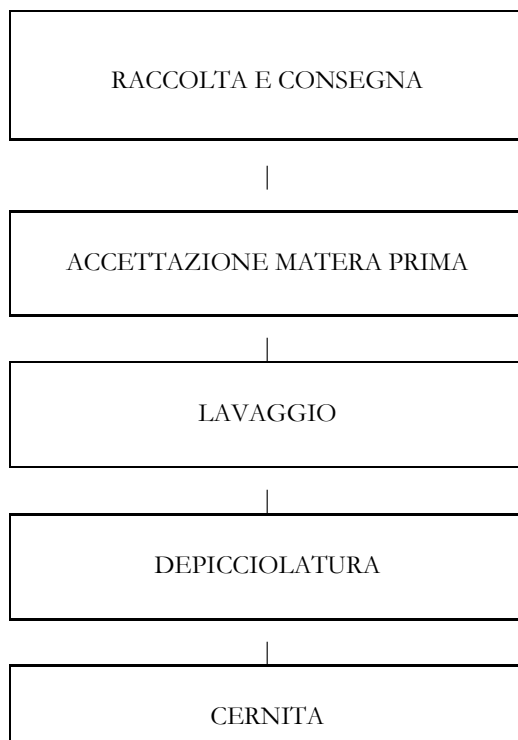 RACCOLTA E CONSEGNA
ACCETTAZIONE MATERA PRIMA
LAVAGGIO
DEPICCIOLATURA
CERNITA